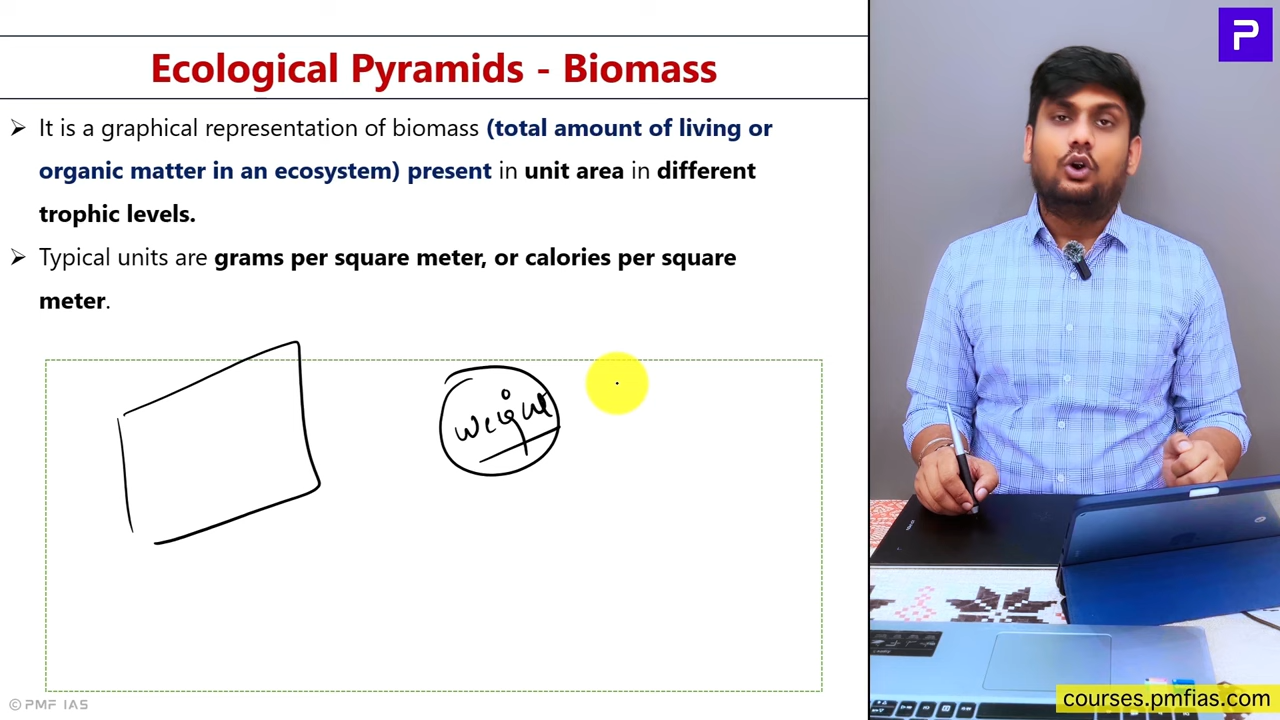 P
Ecological Pyramids - Biomass
➢ It is a graphical representation of biomass (total amount of living or
organic matter in an ecosystem) present in unit area in different
trophic levels.
➢ Typical units are grams per square meter, or calories per square
meter.
weight
© PMF IAS
courses.pmfias.com